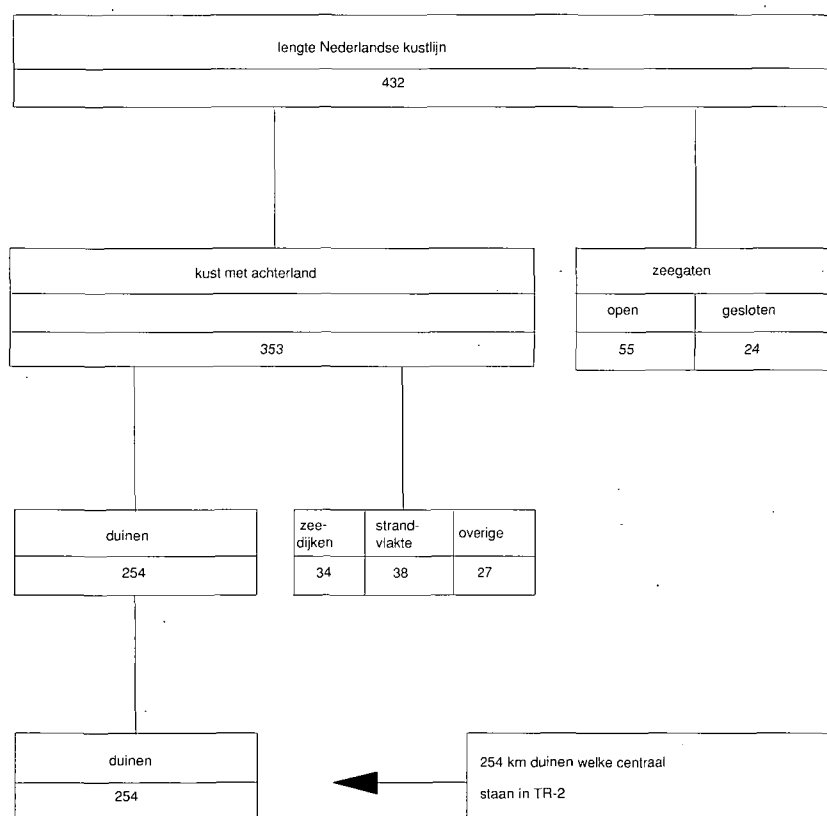 lengte Nederlandse kustlijn
432
kust met achterland
353
zeegaten
open gesloten
55 24
duinen
254
zee-
dijken
strand-
vlakte
overige
34 38 27
duinen
254
254 km duinen welke centraal
staan in TR-2